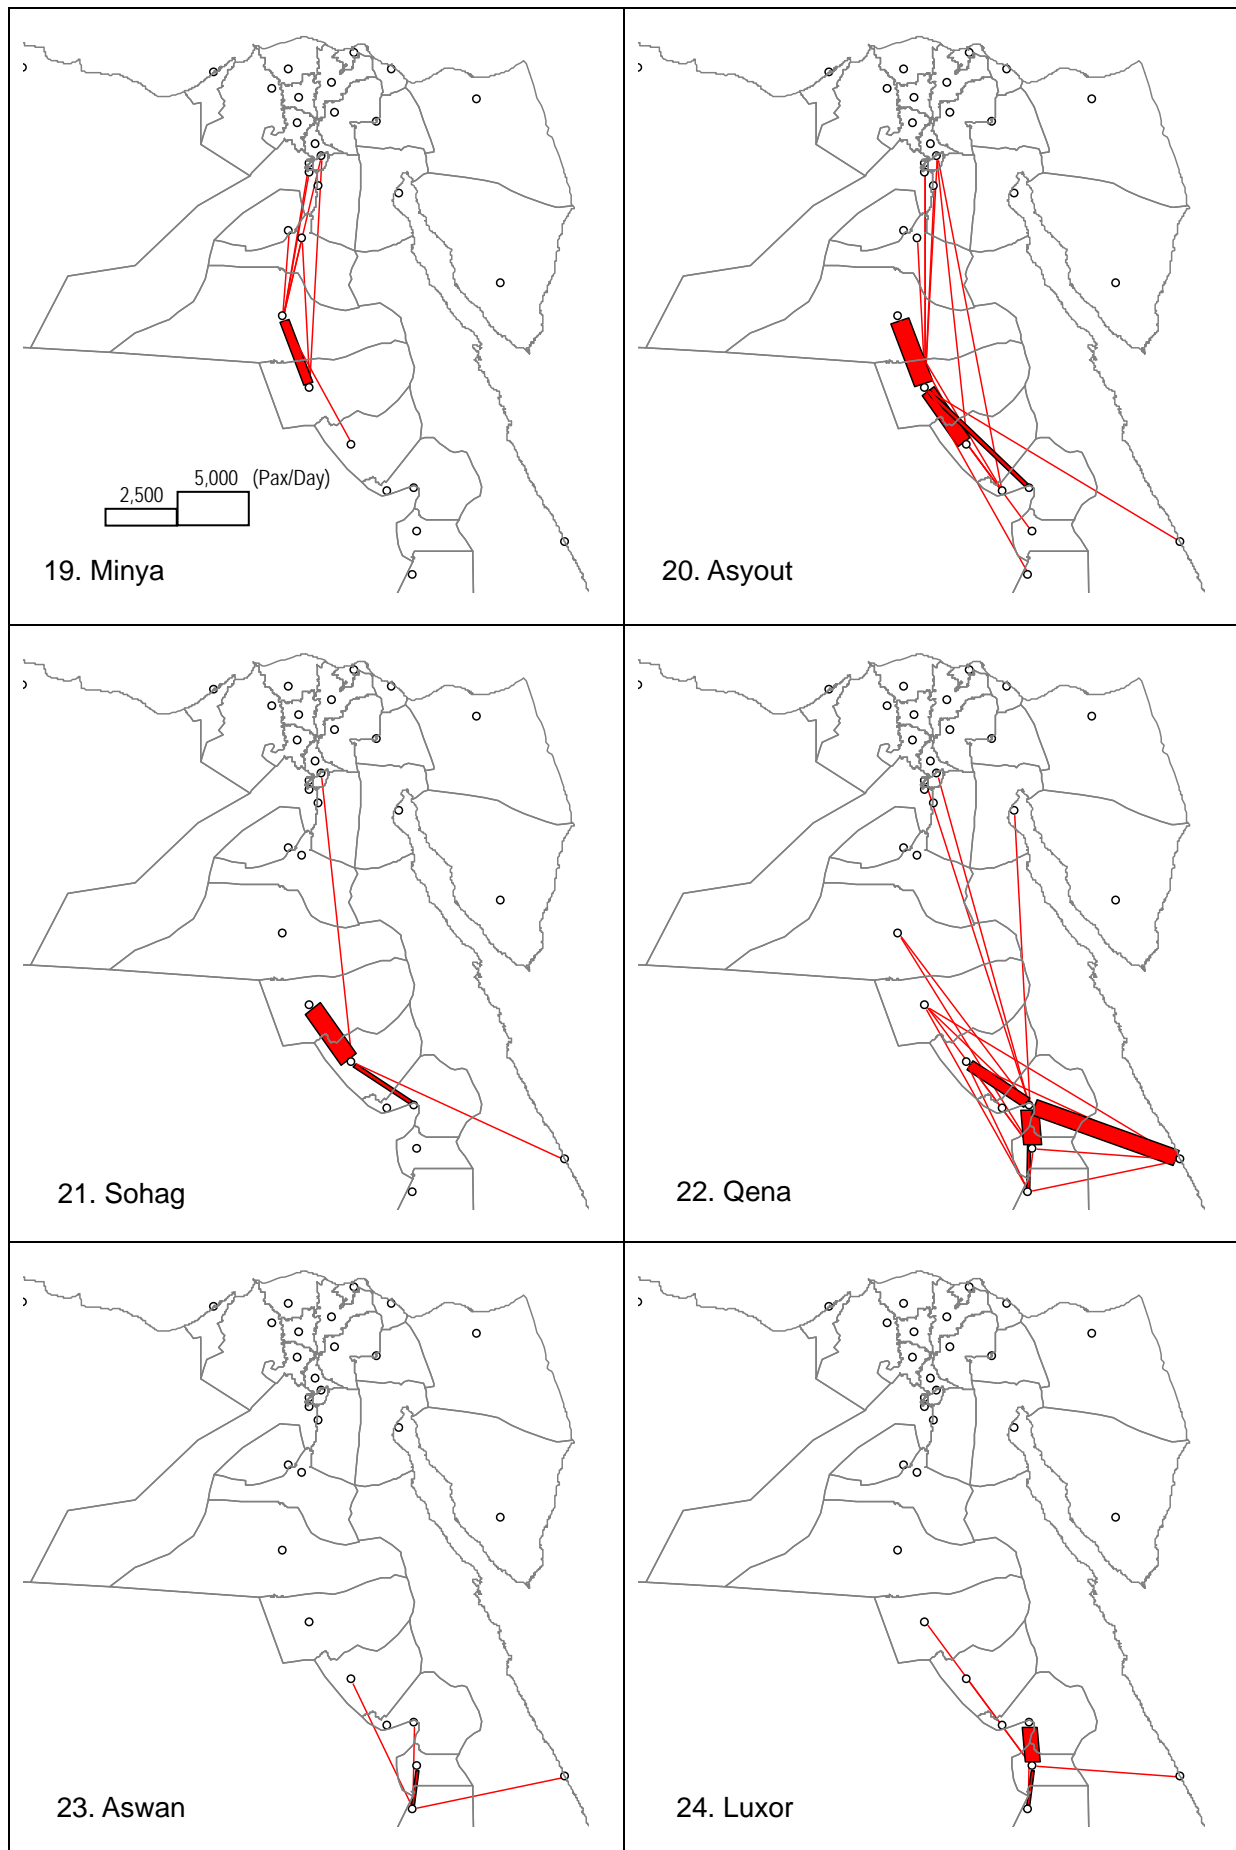 2,500
5,000 (Pax/Day)
19. Minya
20. Asyout
21. Sohag
22. Qena
23. Aswan
24. Luxor